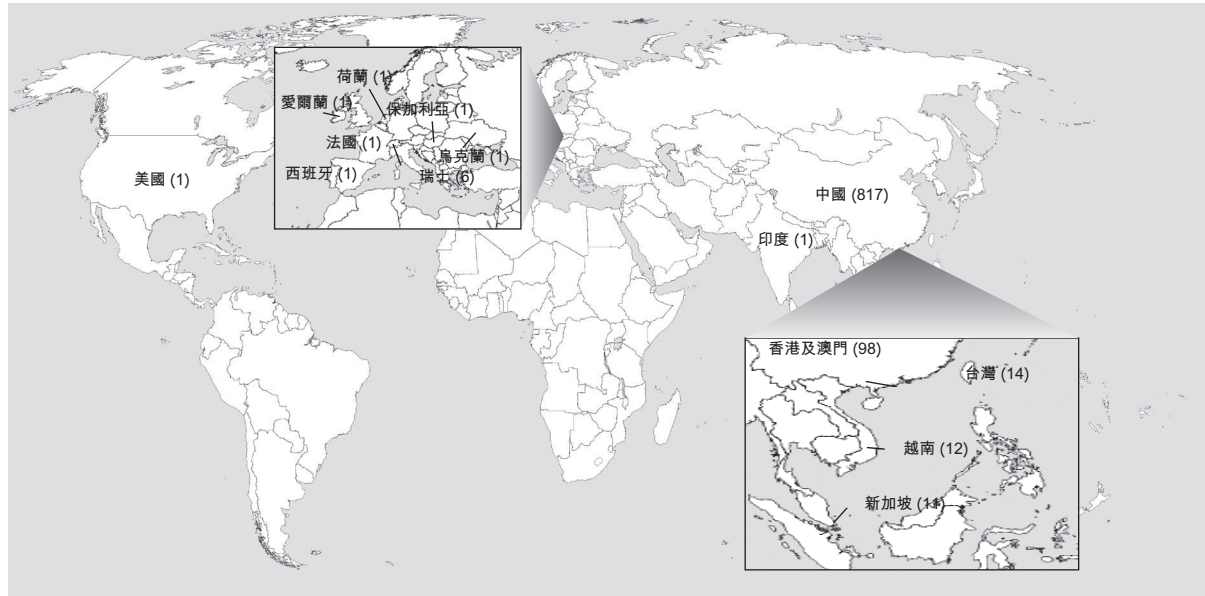 荷蘭 (1)
愛爾蘭 (1)
保加利亞 (1)
法國 (1)
烏克蘭 (1)
西班牙 (1)
瑞士 (6)
美國 (1)
中國 (817)
印度 (1)
香港及澳門 (98)
台灣 (14)
越南 (12)
新加坡 (11)